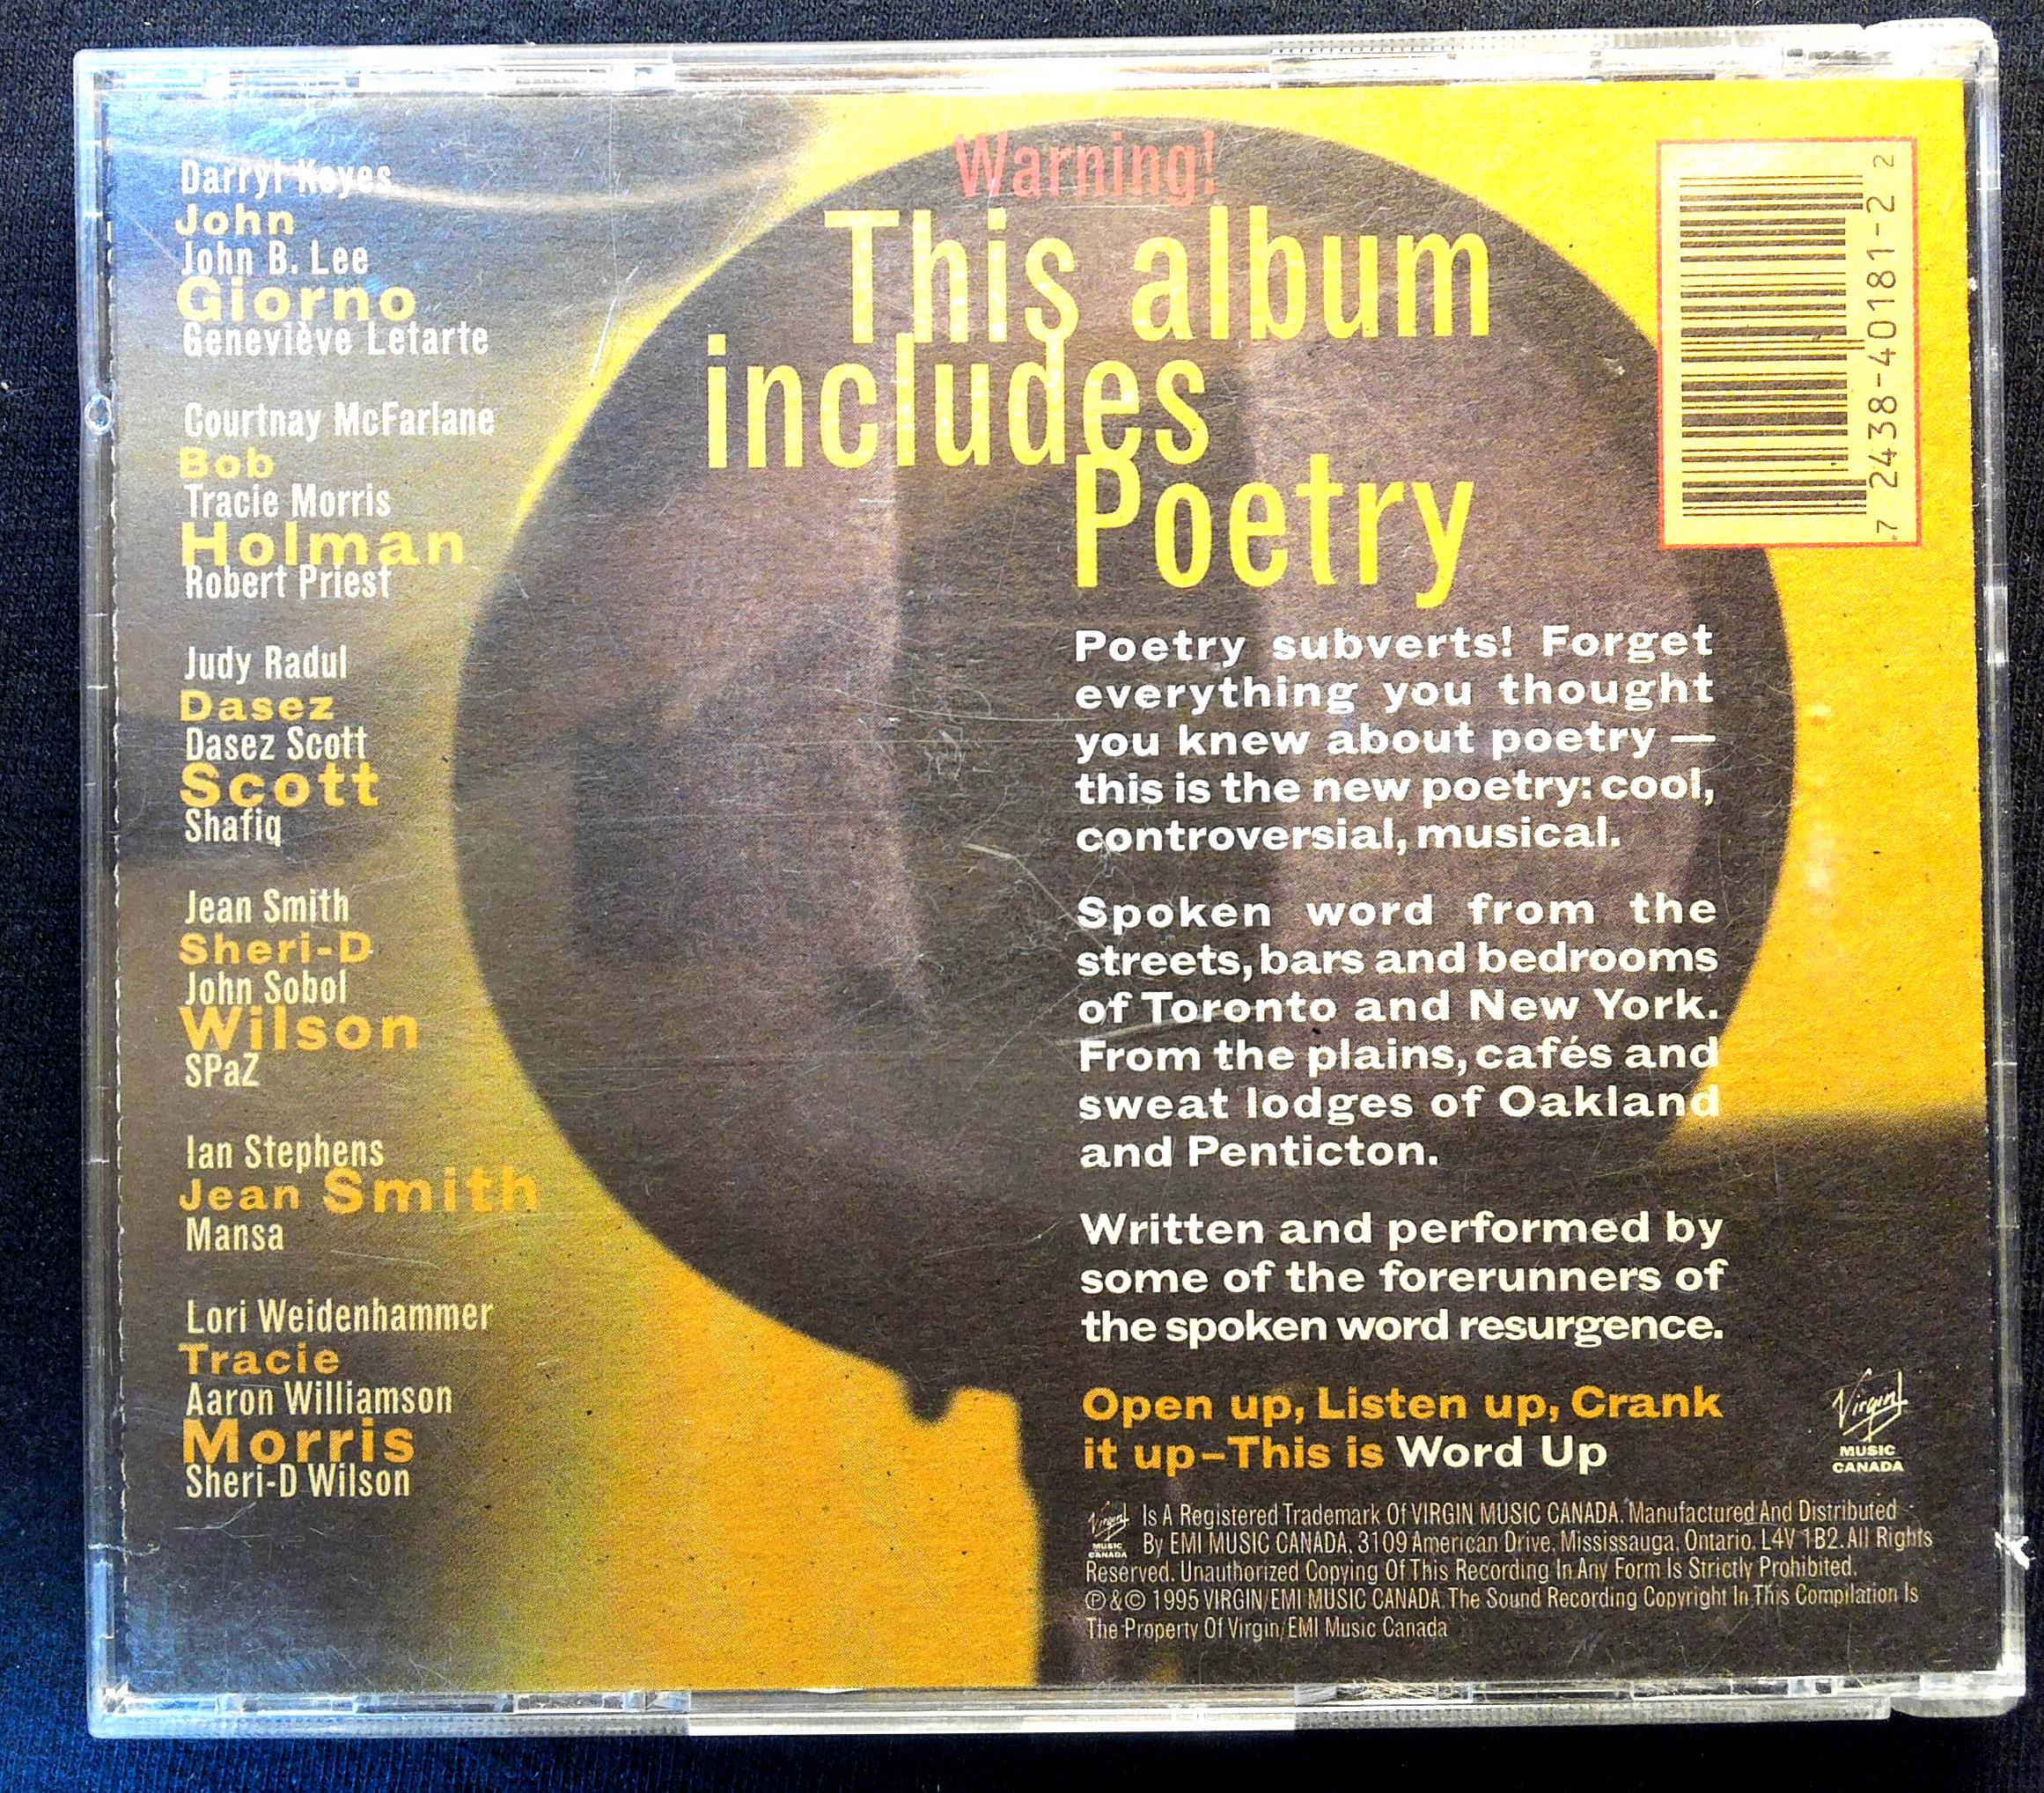 Darryl Keyes
John
John B. Lee
Giorno
Geneviève Letarte
Courtnay McFarlane
Bob
Tracie Morris
Holman
Robert Priest
Judy Radul
Dasez
Dasez Scott
Scott
Shafiq
Jean Smith
Sheri-D
John Sobol
Wilson
SPaZ
Ian Stephens
Jean Smith
Mansa
Lori Weidenhammer
Tracie
Aaron Williamson
Morris
Sheri-D Wilson
Warning!
This album
includes
Poetry
Poetry subverts! Forget
everything you thought
you knew about poetry —
this is the new poetry: cool,
controversial, musical.
Spoken word from the
streets, bars and bedrooms
of Toronto and New York.
From the plains, cafés and
sweat lodges of Oakland
and Penticton.
Written and performed by
some of the forerunners of
the spoken word resurgence.
Open up, Listen up, Crank
it up–This is Word Up
7 2438-40181-2 2
Virgin
MUSIC
CANADA
Virgin
MUSIC
CANADA
Is A Registered Trademark Of VIRGIN MUSIC CANADA. Manufactured And Distributed
By EMI MUSIC CANADA, 3109 American Drive, Mississauga, Ontario. L4V 1B2. All Rights
Reserved. Unauthorized Copying Of This Recording In Any Form Is Strictly Prohibited.
℗ & © 1995 VIRGIN/EMI MUSIC CANADA. The Sound Recording Copyright In This Compilation Is
The Property Of Virgin/EMI Music Canada